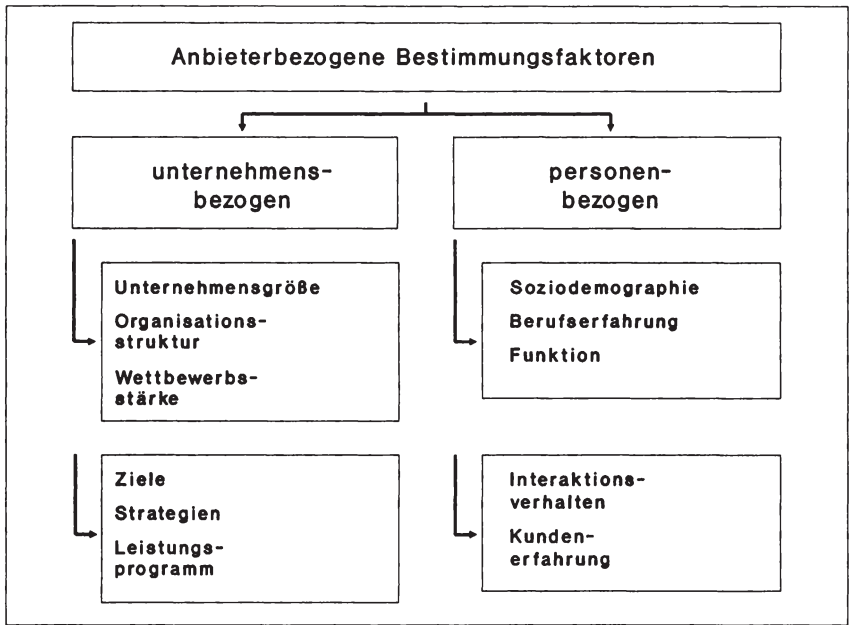 Anbieterbezogene Bestimmungsfaktoren
unternehmens-
bezogen
Unternehmensgröße
Organisations-
struktur
Wettbewerbs-
stärke
Ziele
Strategien
Leistungs-
programm
personen-
bezogen
Soziodemographie
Berufserfahrung
Funktion
Interaktions-
verhalten
Kunden-
erfahrung